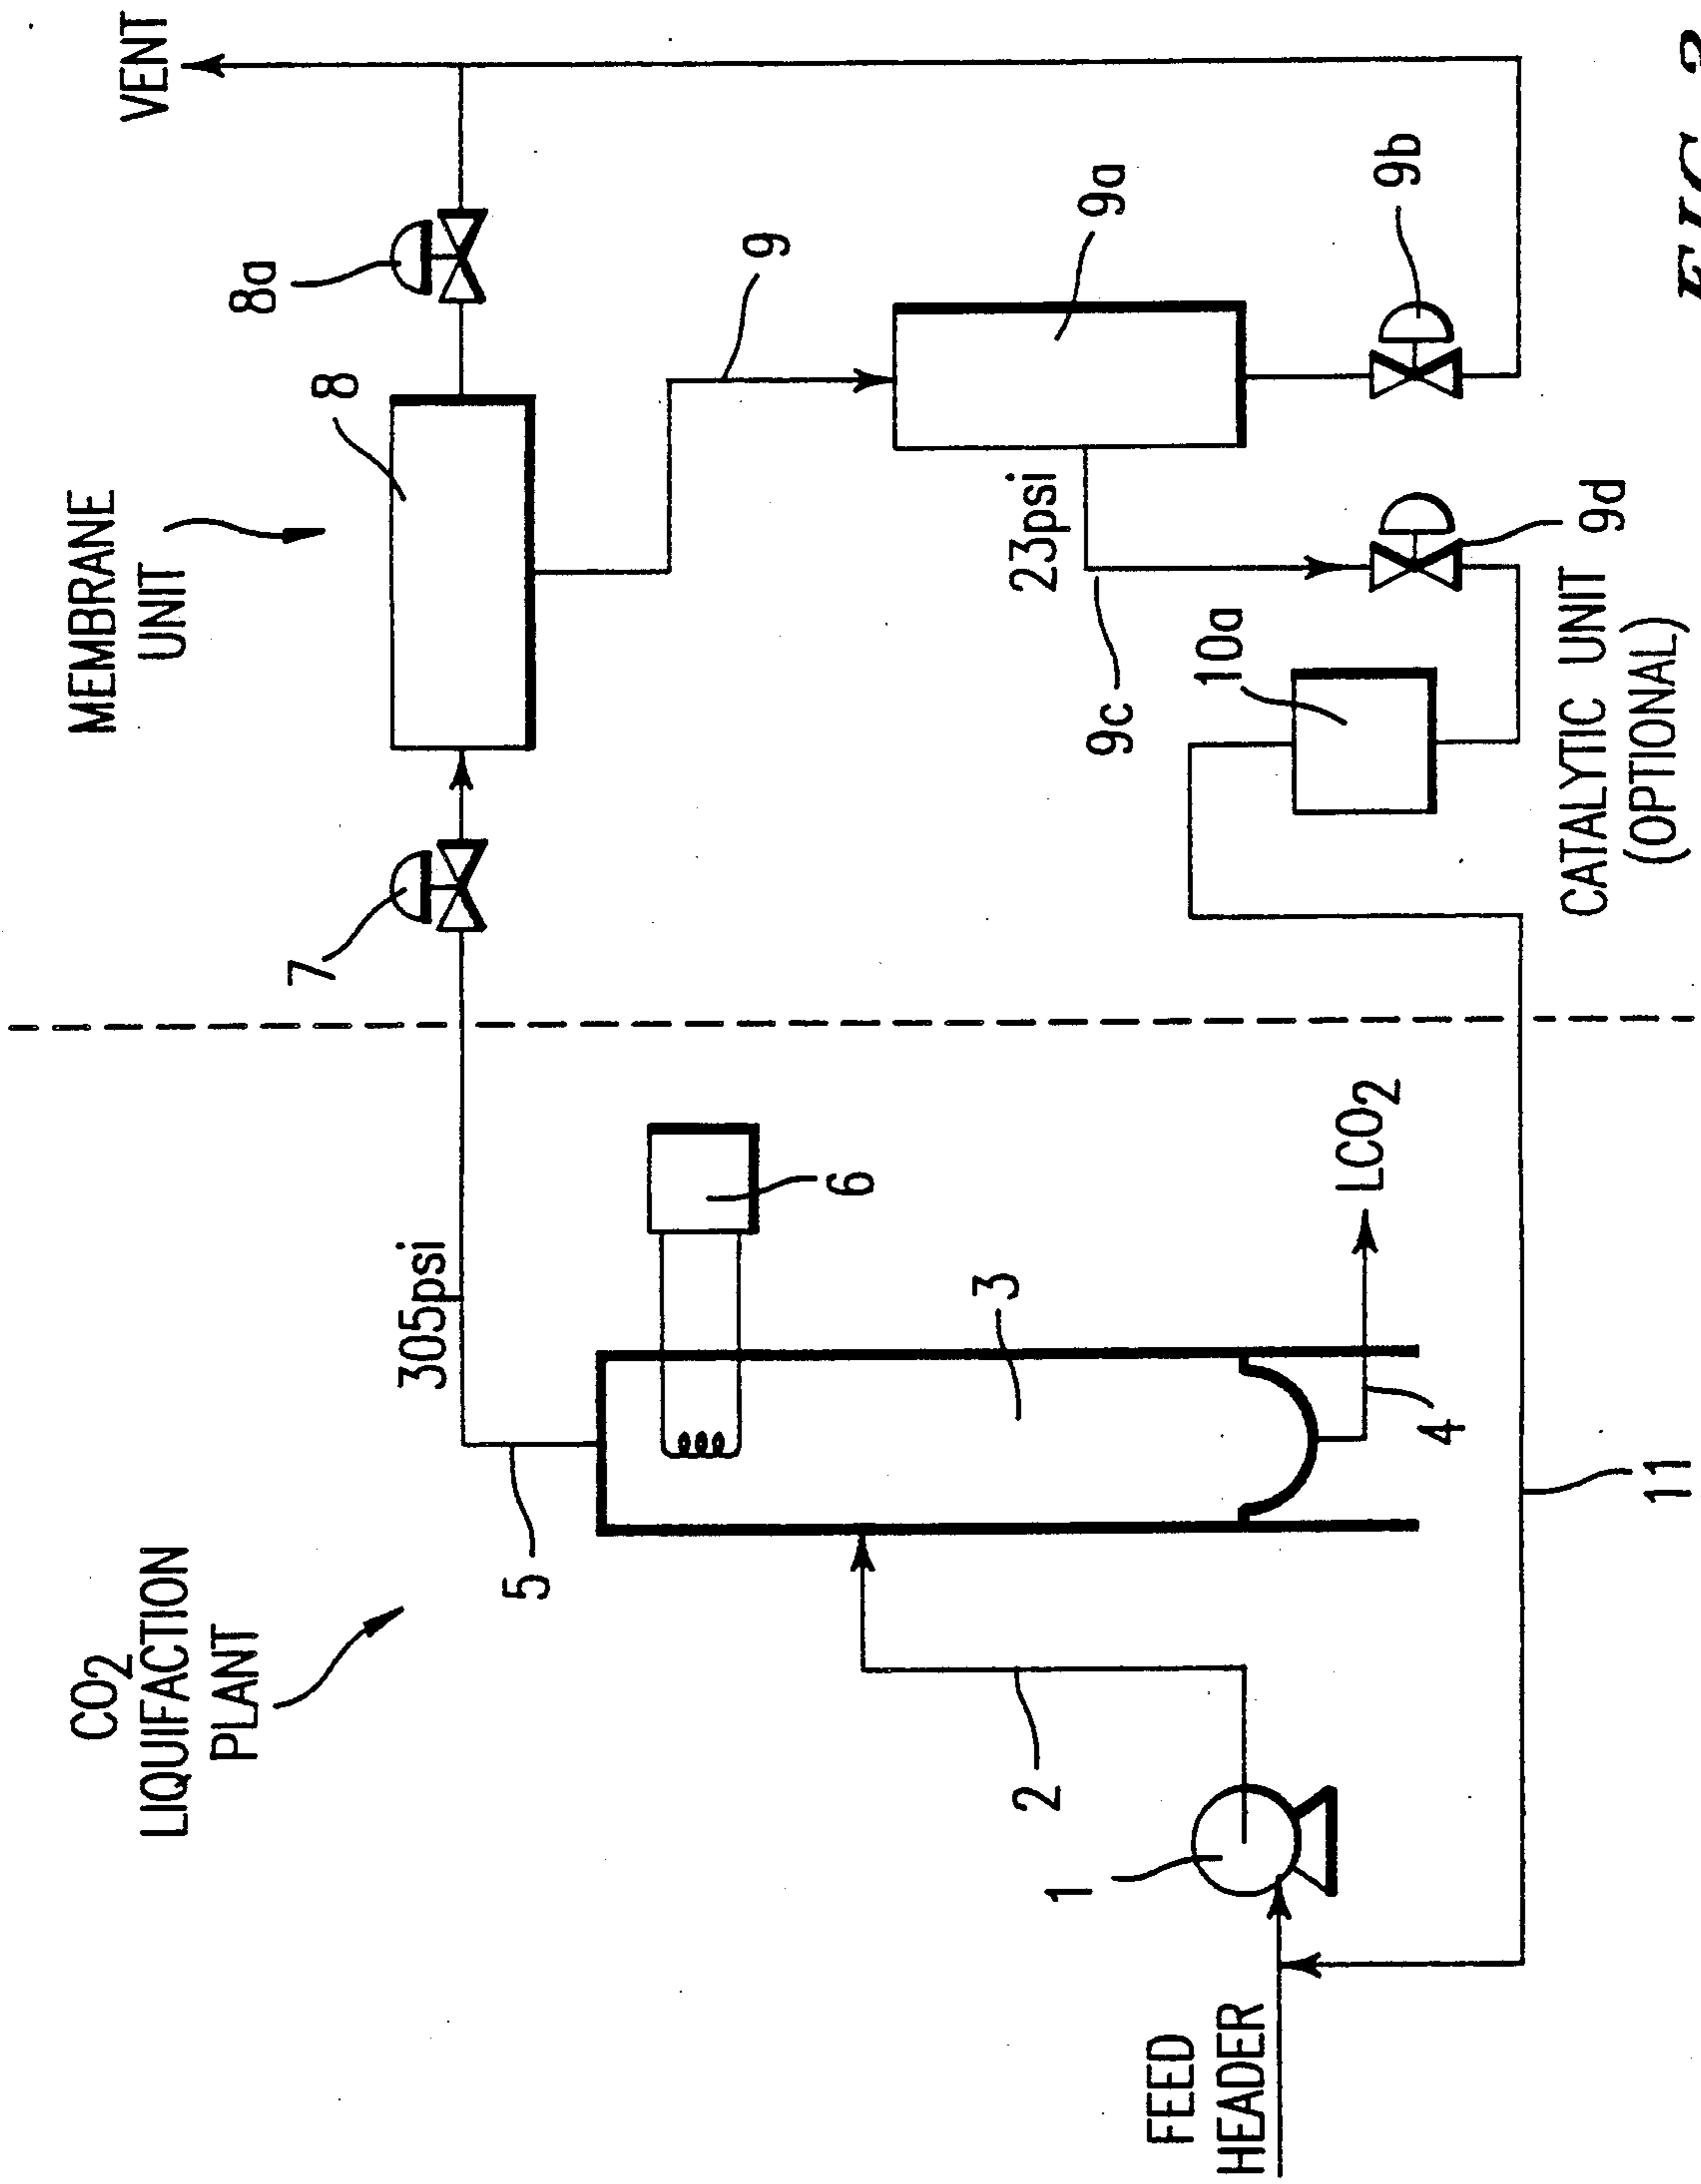 CO2
LIQUIFACTION
PLANT
MEMBRANE
UNIT
VENT
305psi
5
6
3
4
LCO2
2
1
FEED
HEADER
11
7
8
8a
9
9a
9b
23psi
9c
9d
10a
CATALYTIC UNIT
(OPTIONAL)